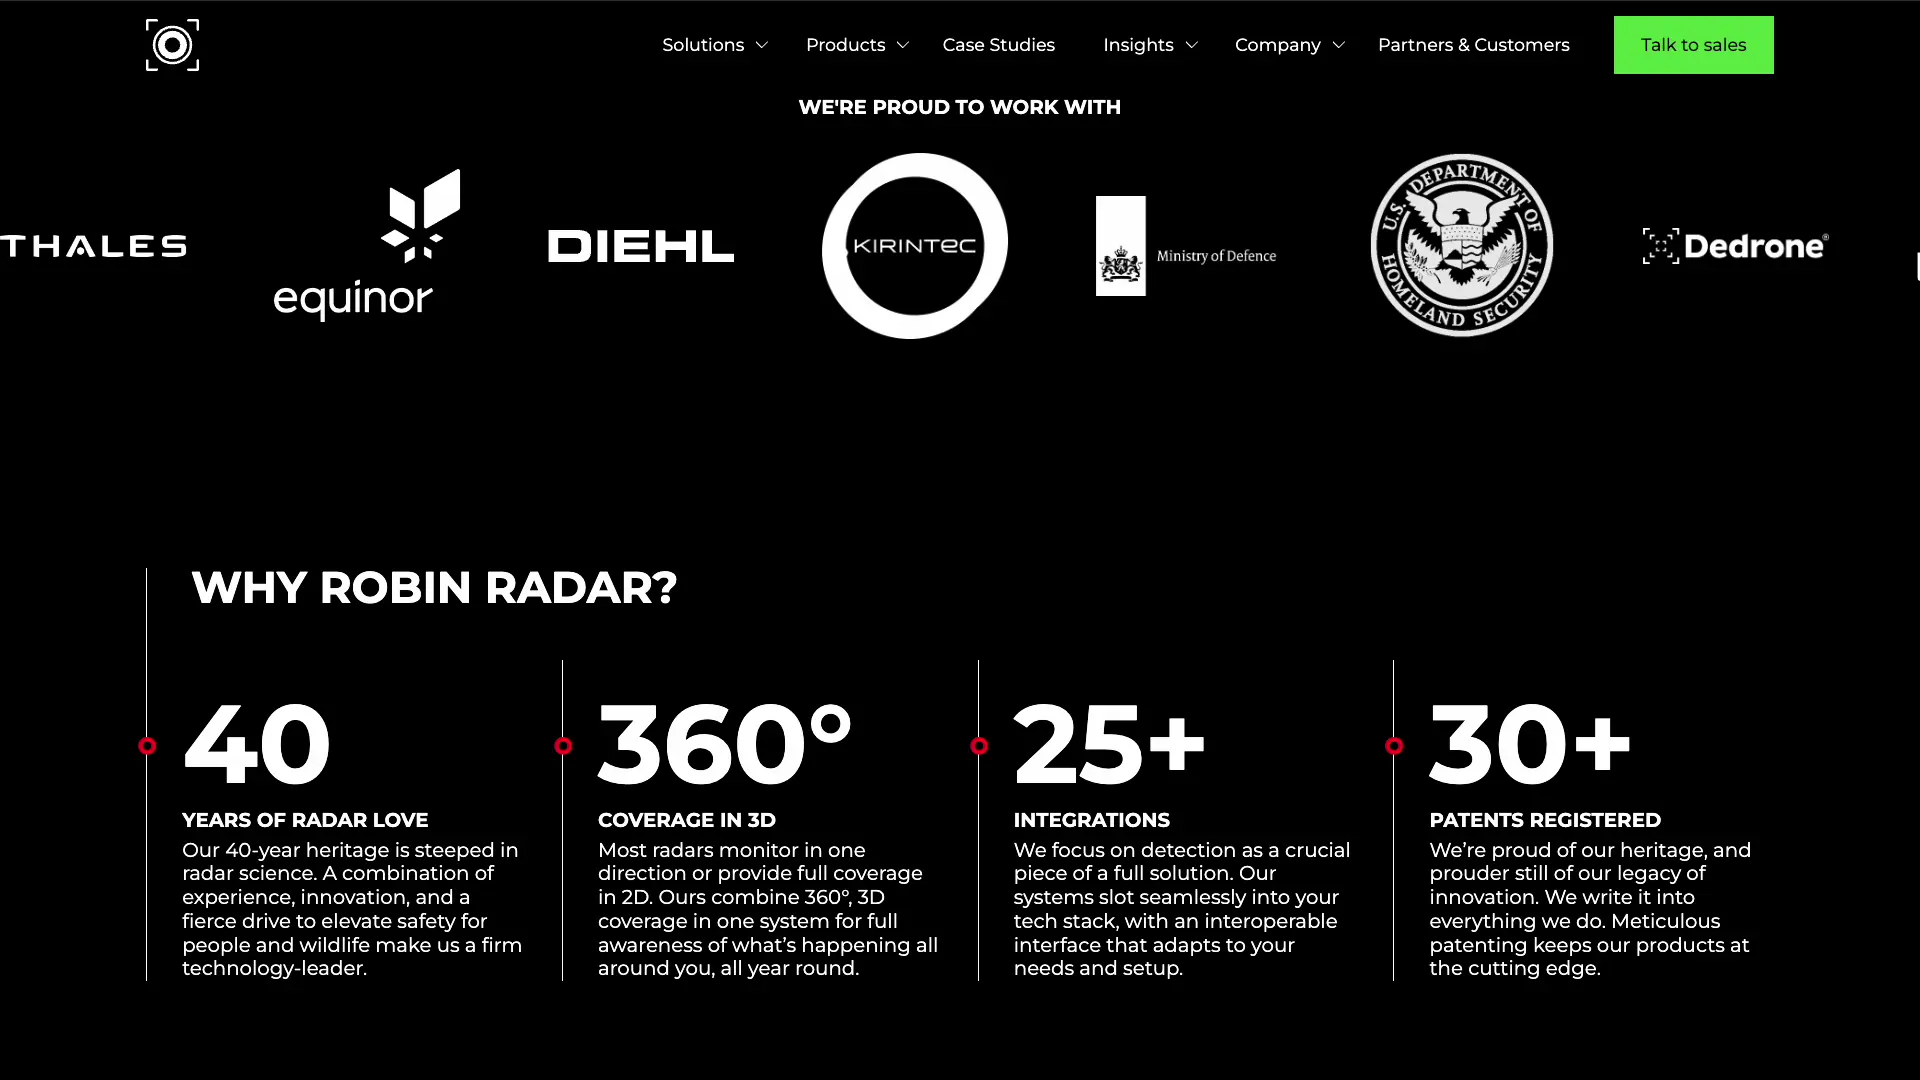 Solutions
Products
Case Studies
Insights
Company
Partners & Customers
Talk to sales
WE'RE PROUD TO WORK WITH
THALES
equinor
DIEHL
KIRINTEC
Ministry of Defence
U.S. DEPARTMENT OF
HOMELAND SECURITY
Dedrone®
WHY ROBIN RADAR?
40
YEARS OF RADAR LOVE
Our 40-year heritage is steeped in
radar science. A combination of
experience, innovation, and a
fierce drive to elevate safety for
people and wildlife make us a firm
technology-leader.
360°
COVERAGE IN 3D
Most radars monitor in one
direction or provide full coverage
in 2D. Ours combine 360°, 3D
coverage in one system for full
awareness of what’s happening all
around you, all year round.
25+
INTEGRATIONS
We focus on detection as a crucial
piece of a full solution. Our
systems slot seamlessly into your
tech stack, with an interoperable
interface that adapts to your
needs and setup.
30+
PATENTS REGISTERED
We’re proud of our heritage, and
prouder still of our legacy of
innovation. We write it into
everything we do. Meticulous
patenting keeps our products at
the cutting edge.